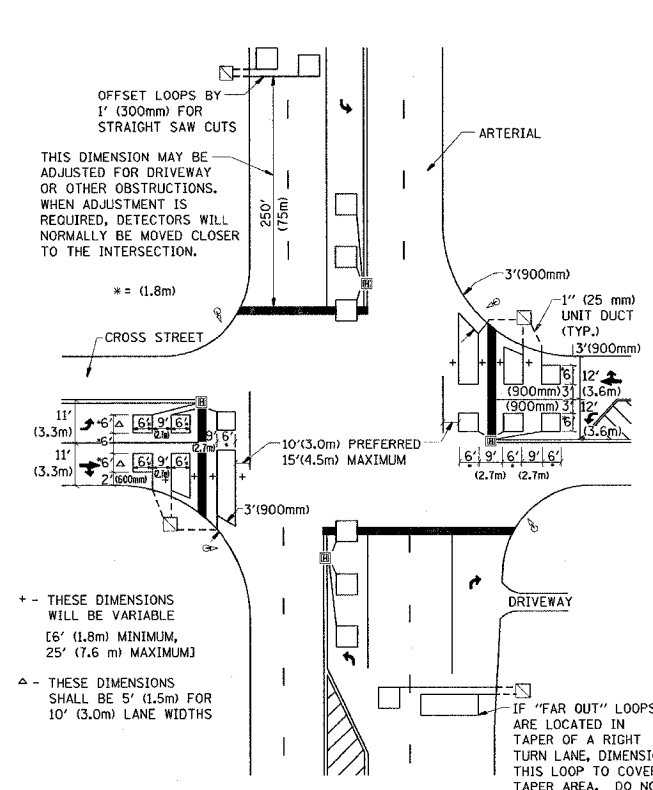 OFFSET LOOPS BY
1' (300mm) FOR
STRAIGHT SAW CUTS
ARTERIAL
THIS DIMENSION MAY BE
ADJUSTED FOR DRIVEWAY
OR OTHER OBSTRUCTIONS.
WHEN ADJUSTMENT IS
REQUIRED, DETECTORS WILL
NORMALLY BE MOVED CLOSER
TO THE INTERSECTION.
250'
(75m)
* = (1.8m)
3'(900mm)
1" (25 mm)
UNIT DUCT
(TYP.)
CROSS STREET
3'(900mm)
*6'
12'
(3.6m)
(900mm)3'
(900mm)3'
12'
*6'
(3.6m)
11'
(3.3m)
*6'
△
6' 9' 6'
(2.7m)
*6'
9' 6'
(2.7m)
10'(3.0m) PREFERRED
15'(4.5m) MAXIMUM
11'
(3.3m)
*6'
△
6' 9' 6'
(2.7m)
2'
(600mm)
6' 9' 6' 9' 6'
(2.7m) (2.7m)
3'(900mm)
+ - THESE DIMENSIONS
WILL BE VARIABLE
[6' (1.8m) MINIMUM,
25' (7.6 m) MAXIMUM]
△ - THESE DIMENSIONS
SHALL BE 5' (1.5m) FOR
10' (3.0m) LANE WIDTHS
DRIVEWAY
IF "FAR OUT" LOOPS
ARE LOCATED IN
TAPER OF A RIGHT
TURN LANE, DIMENSI
THIS LOOP TO COVER
TAPER AREA. DO NO